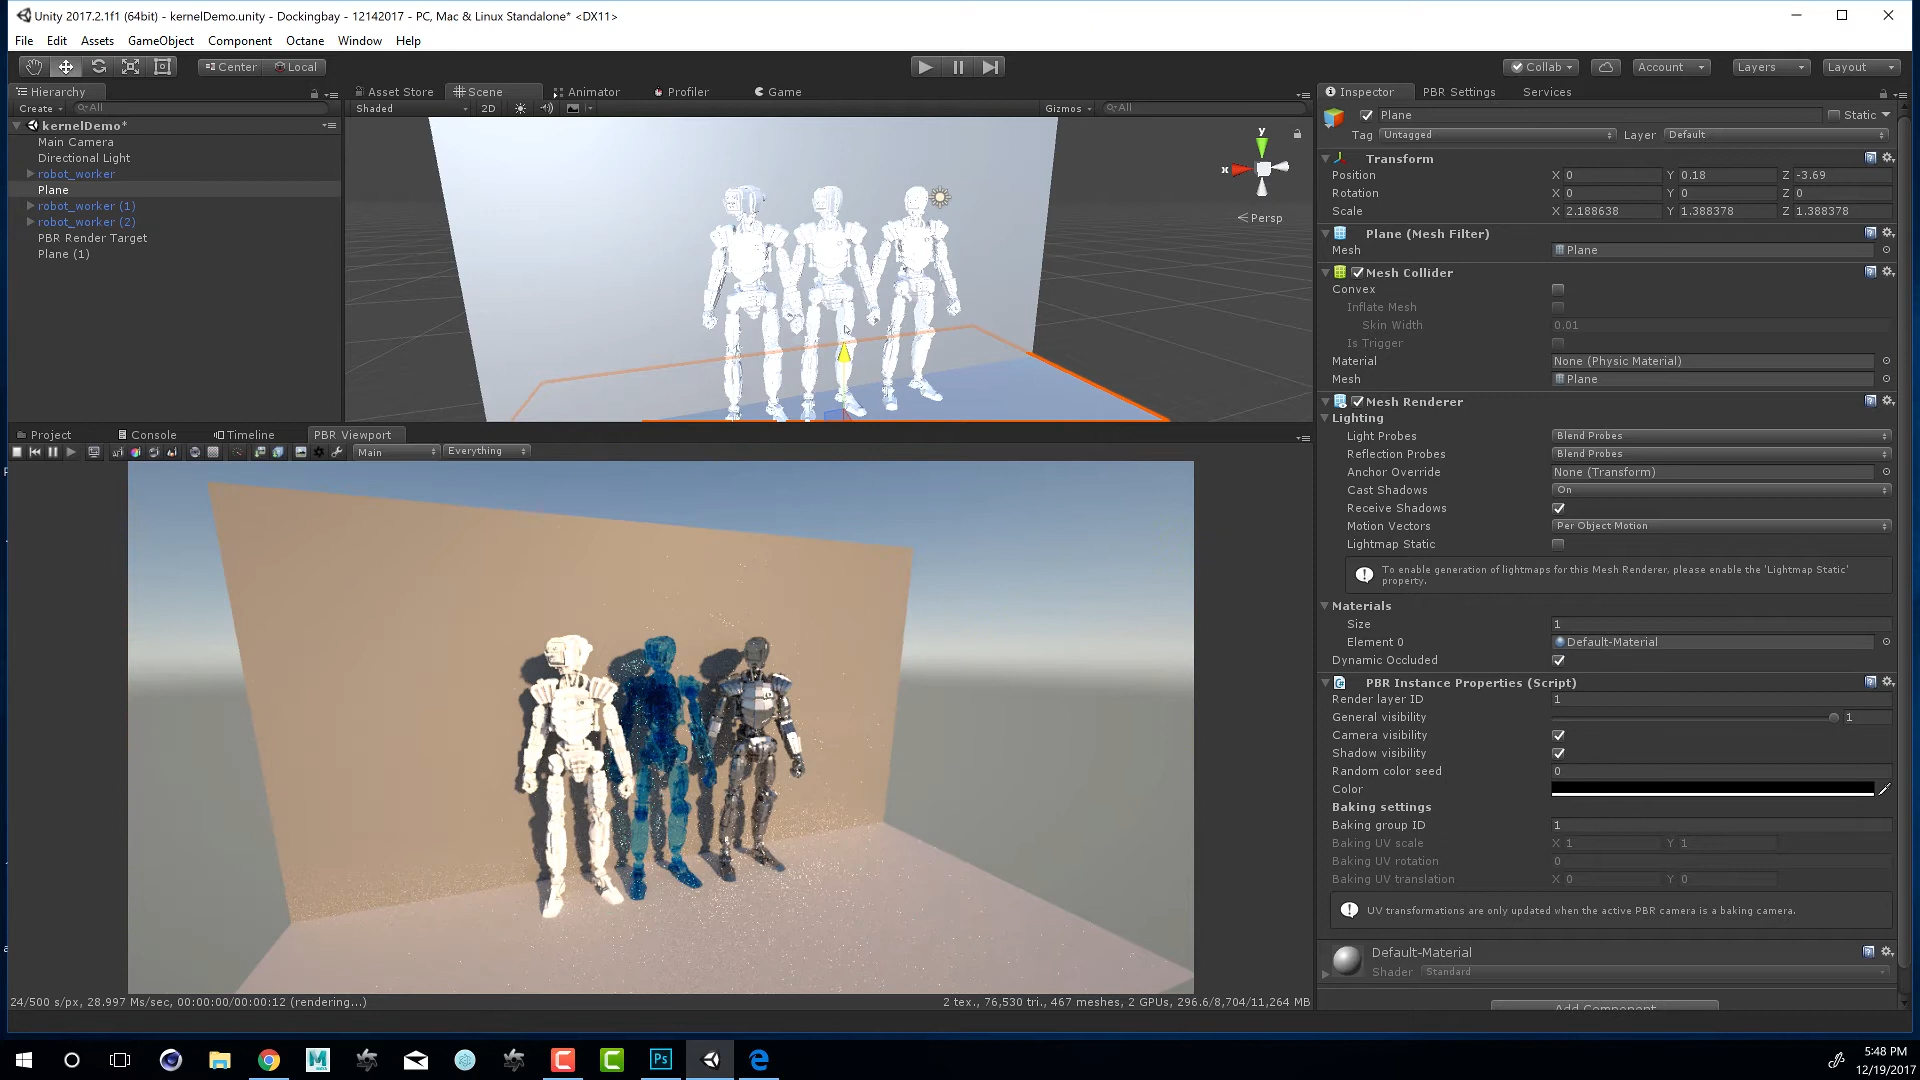 Unity 2017.2.1f1 (64bit) - kernelDemo.unity - Dockingbay - 12142017 - PC, Mac & Linux Standalone* <DX11>
File Edit Assets GameObject Component Octane Window Help
Center Local
Collab Account Layers Layout
Hierarchy
Create All
kernelDemo*
Main Camera
Directional Light
robot_worker
Plane
robot_worker (1)
robot_worker (2)
PBR Render Target
Plane (1)
Asset Store Scene Animator Profiler Game
Shaded 2D Gizmos All
y
x
Persp
Project Console Timeline PBR Viewport
Main Everything
24/500 s/px, 28.997 Ms/sec, 00:00:00/00:00:12 (rendering...)
2 tex., 76,530 tri., 467 meshes, 2 GPUs, 296.6/8,704/11,264 MB
Inspector PBR Settings Services
Plane Static
Tag Untagged Layer Default
Transform
Position X 0 Y 0.18 Z -3.69
Rotation X 0 Y 0 Z 0
Scale X 2.188638 Y 1.388378 Z 1.388378
Plane (Mesh Filter)
Mesh Plane
Mesh Collider
Convex
Inflate Mesh
Skin Width 0.01
Is Trigger
Material None (Physic Material)
Mesh Plane
Mesh Renderer
Lighting
Light Probes Blend Probes
Reflection Probes Blend Probes
Anchor Override None (Transform)
Cast Shadows On
Receive Shadows
Motion Vectors Per Object Motion
Lightmap Static
To enable generation of lightmaps for this Mesh Renderer, please enable the 'Lightmap Static'
property.
Materials
Size 1
Element 0 Default-Material
Dynamic Occluded
PBR Instance Properties (Script)
Render layer ID 1
General visibility 1
Camera visibility
Shadow visibility
Random color seed 0
Color
Baking settings
Baking group ID 1
Baking UV scale X 1 Y 1
Baking UV rotation 0
Baking UV translation X 0 Y 0
UV transformations are only updated when the active PBR camera is a baking camera.
Default-Material
Shader Standard
Add Component
Ps
5:48 PM
12/19/2017